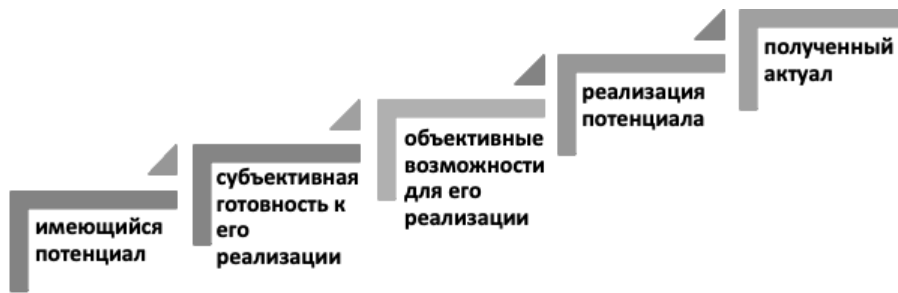 имеющийся
потенциал
субъективная
готовность к
его
реализации
объективные
возможности
для его
реализации
реализация
потенциала
полученный
актуал